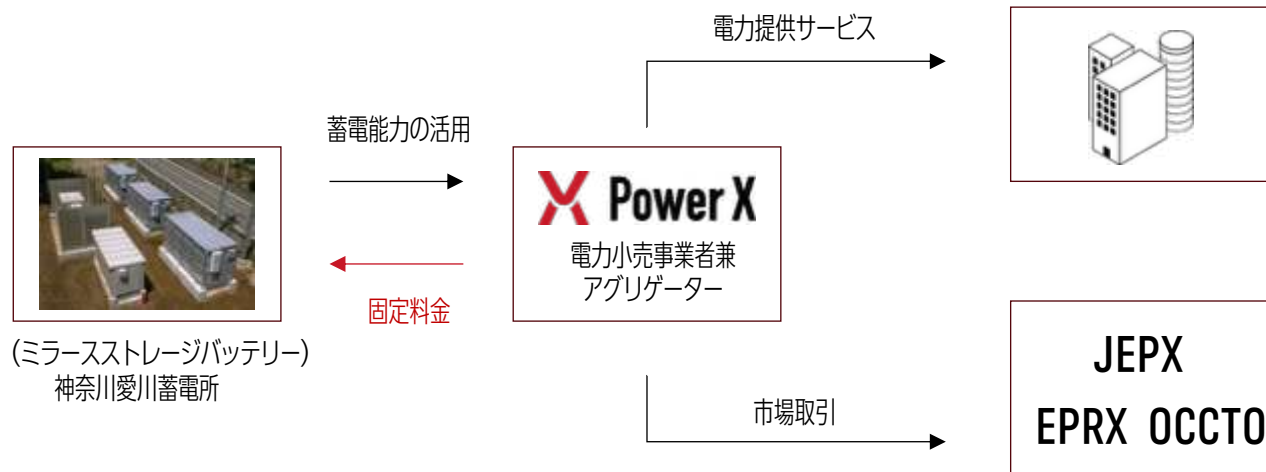 電力提供サービス
蓄電能力の活用
Power X
電力小売事業者兼
アグリゲーター
固定料金
(ミラースストレージバッテリー)
神奈川愛川蓄電所
市場取引
JEPX
EPRX OCCTO